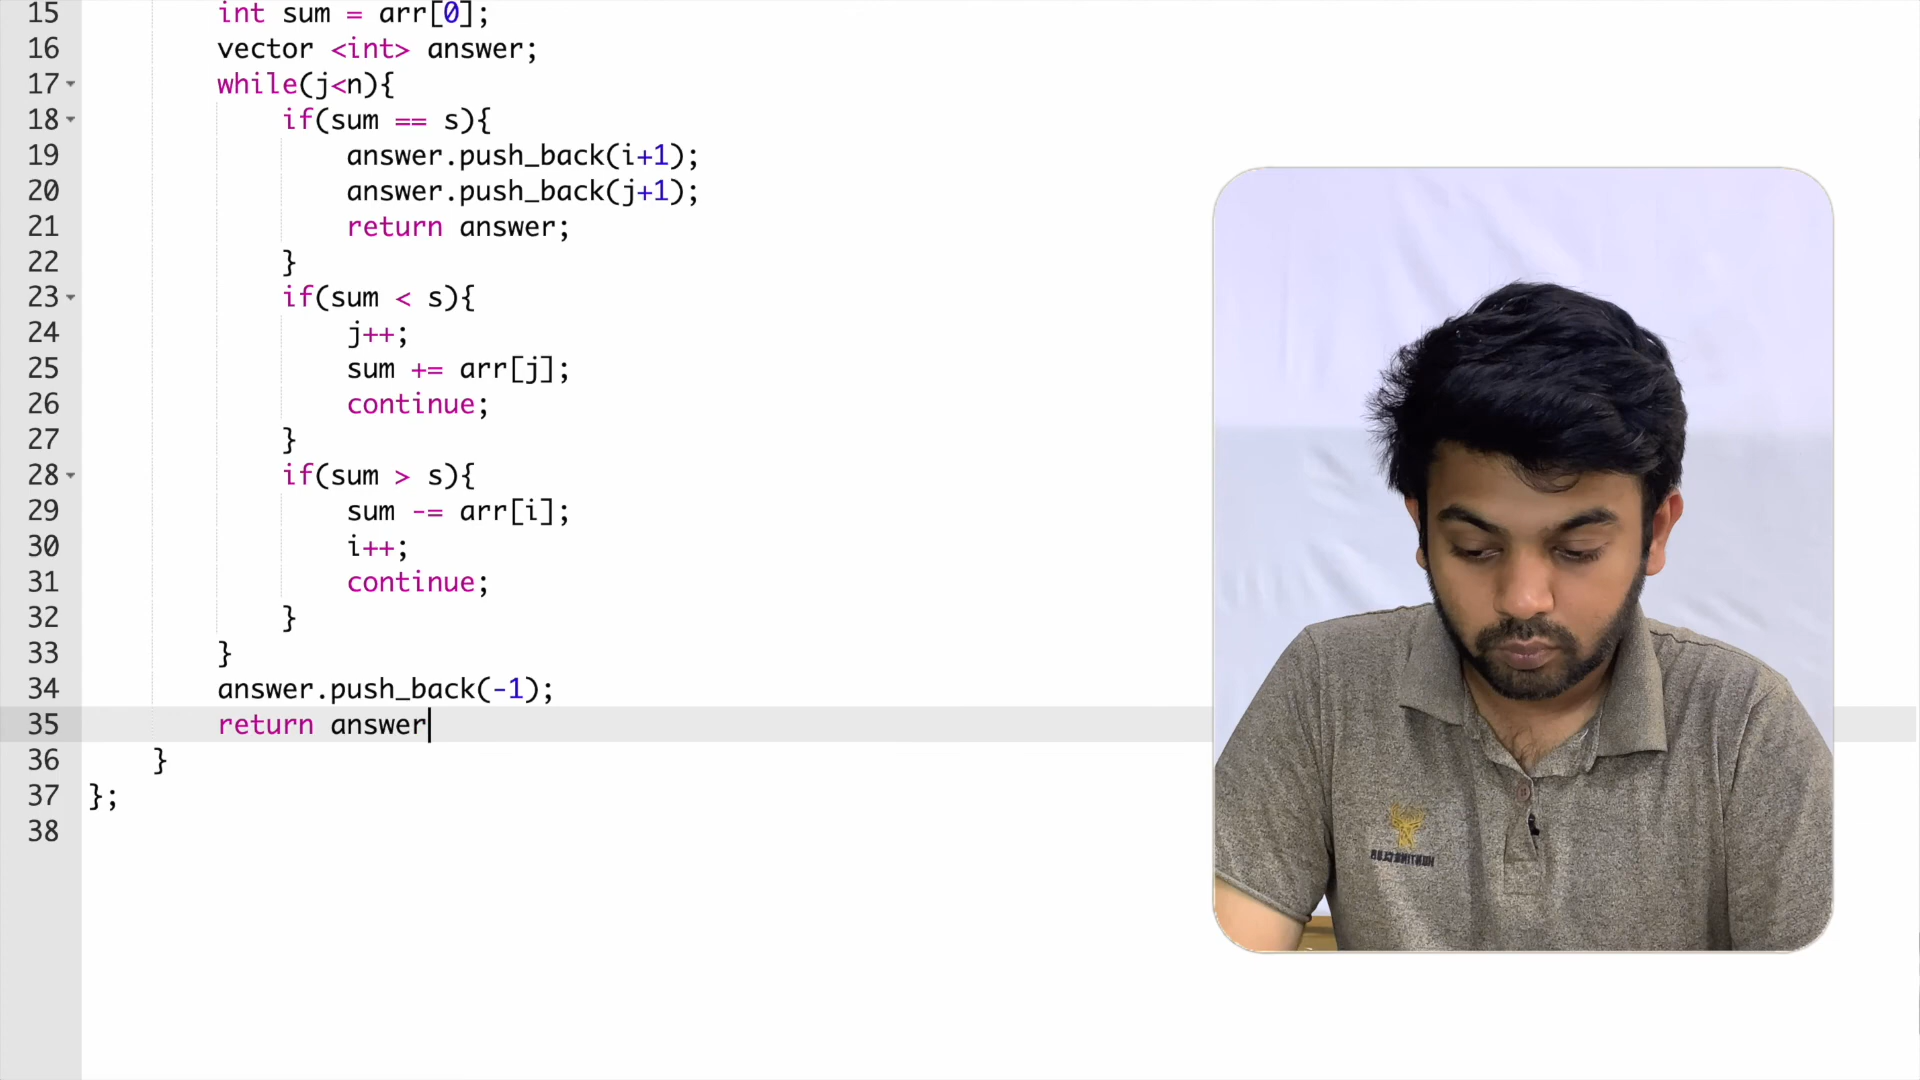 15 int sum = arr[0];
16 vector <int> answer;
17 while(j<n){
18 if(sum == s){
19 answer.push_back(i+1);
20 answer.push_back(j+1);
21 return answer;
22 }
23 if(sum < s){
24 j++;
25 sum += arr[j];
26 continue;
27 }
28 if(sum > s){
29 sum -= arr[i];
30 i++;
31 continue;
32 }
33 }
34 answer.push_back(-1);
35 return answer
36 }
37 };
38
HUNTINGCLUB